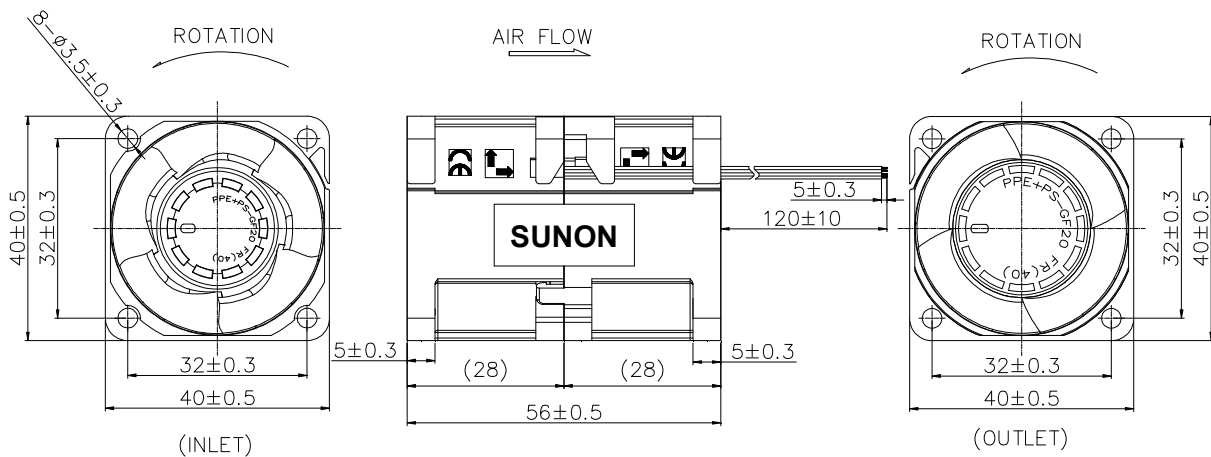 8-ø3.5±0.3
ROTATION
40±0.5
32±0.3
PPE+PS-GF20 FR(40)
32±0.3
40±0.5
(INLET)
AIR FLOW
CE
SUNON
CE
5±0.3
120±10
5±0.3
(28)
(28)
5±0.3
56±0.5
ROTATION
PPE+PS-GF20 FR(40)
32±0.3
40±0.5
32±0.3
40±0.5
(OUTLET)